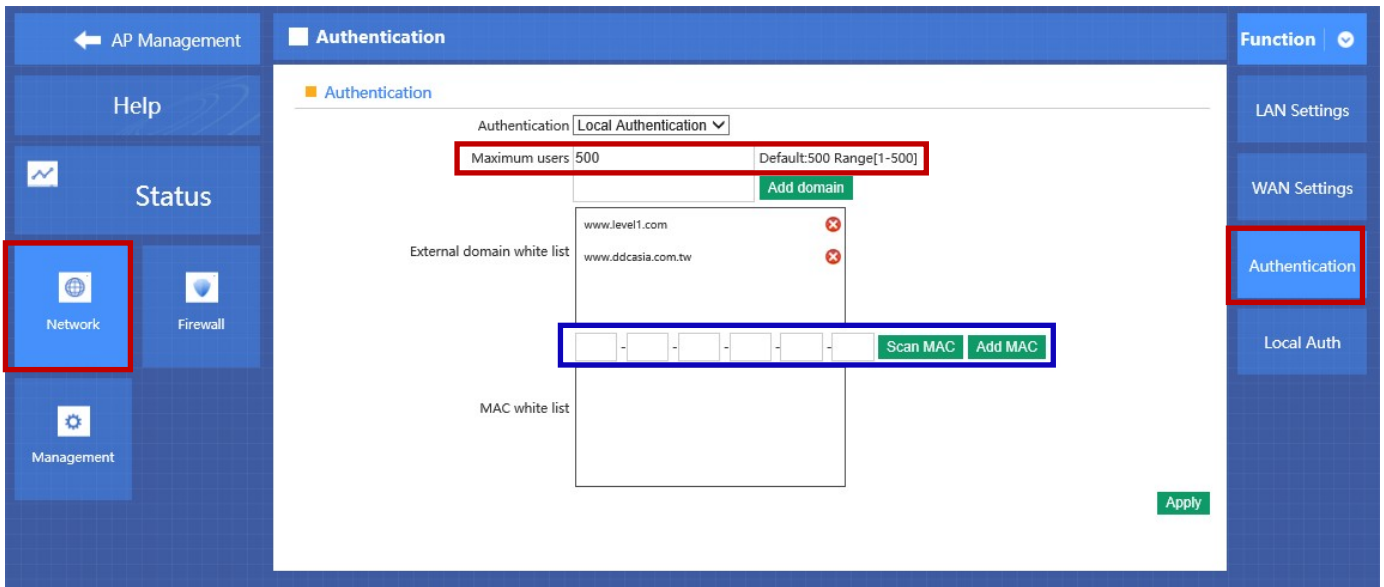 AP Management
Help
Status
Network
Firewall
Management
Authentication
Authentication
Authentication Local Authentication
Maximum users 500 Default:500 Range[1-500]
Add domain
External domain white list
www.level1.com
www.ddcasia.com.tw
- - - - - Scan MAC Add MAC
MAC white list
Apply
Function
LAN Settings
WAN Settings
Authentication
Local Auth